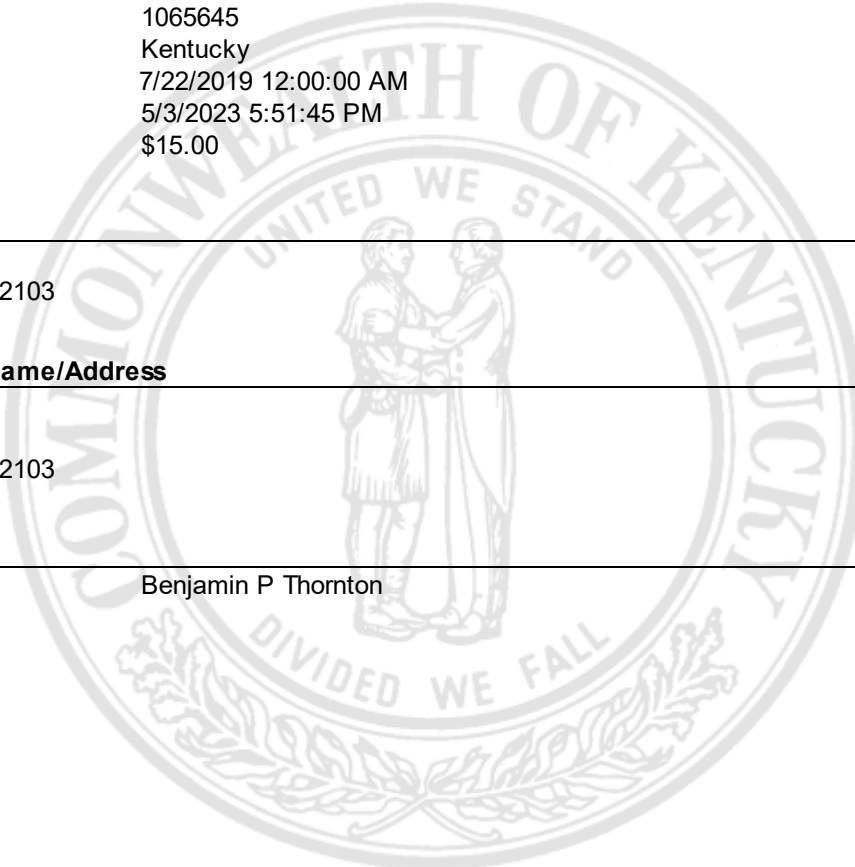 1065645
Kentucky
7/22/2019 12:00:00 AM
5/3/2023 5:51:45 PM
$15.00
COMMONWEALTH OF KENTUCKY
UNITED WE STAND
2103
ame/Address
2103
Benjamin P Thornton
DIVIDED WE FALL